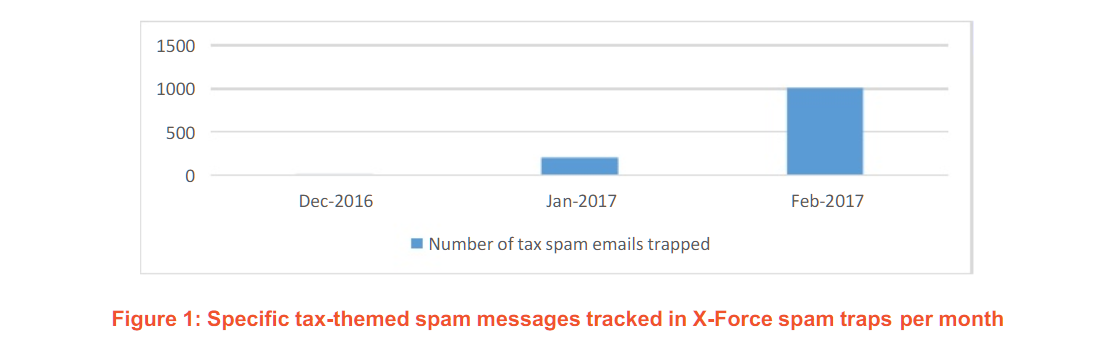 1500
1000
500
0
Dec-2016 Jan-2017 Feb-2017
Number of tax spam emails trapped
Figure 1: Specific tax-themed spam messages tracked in X-Force spam traps per month